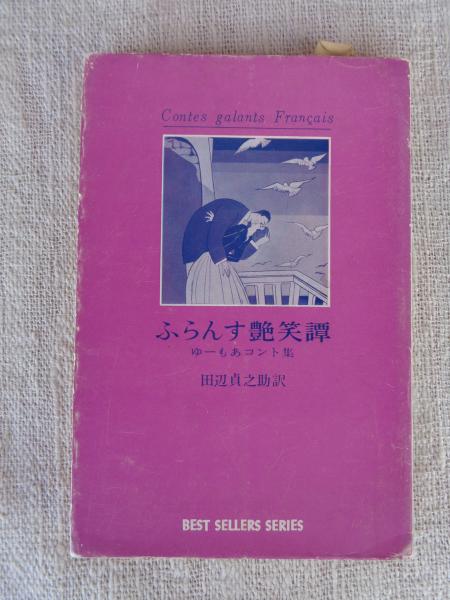 Contes galants Français
ふらんす艶笑譚
ゆーもあコント集
田辺貞之助訳
BEST SELLERS SERIES